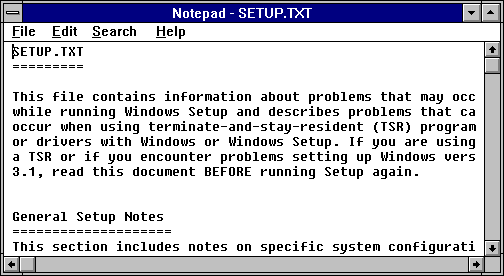 Notepad - SETUP.TXT
File Edit Search Help
SETUP.TXT
=========
This file contains information about problems that may occ
while running Windows Setup and describes problems that ca
occur when using terminate-and-stay-resident (TSR) program
or drivers with Windows or Windows Setup. If you are using
a TSR or if you encounter problems setting up Windows vers
3.1, read this document BEFORE running Setup again.
General Setup Notes
====================
This section includes notes on specific system configurati